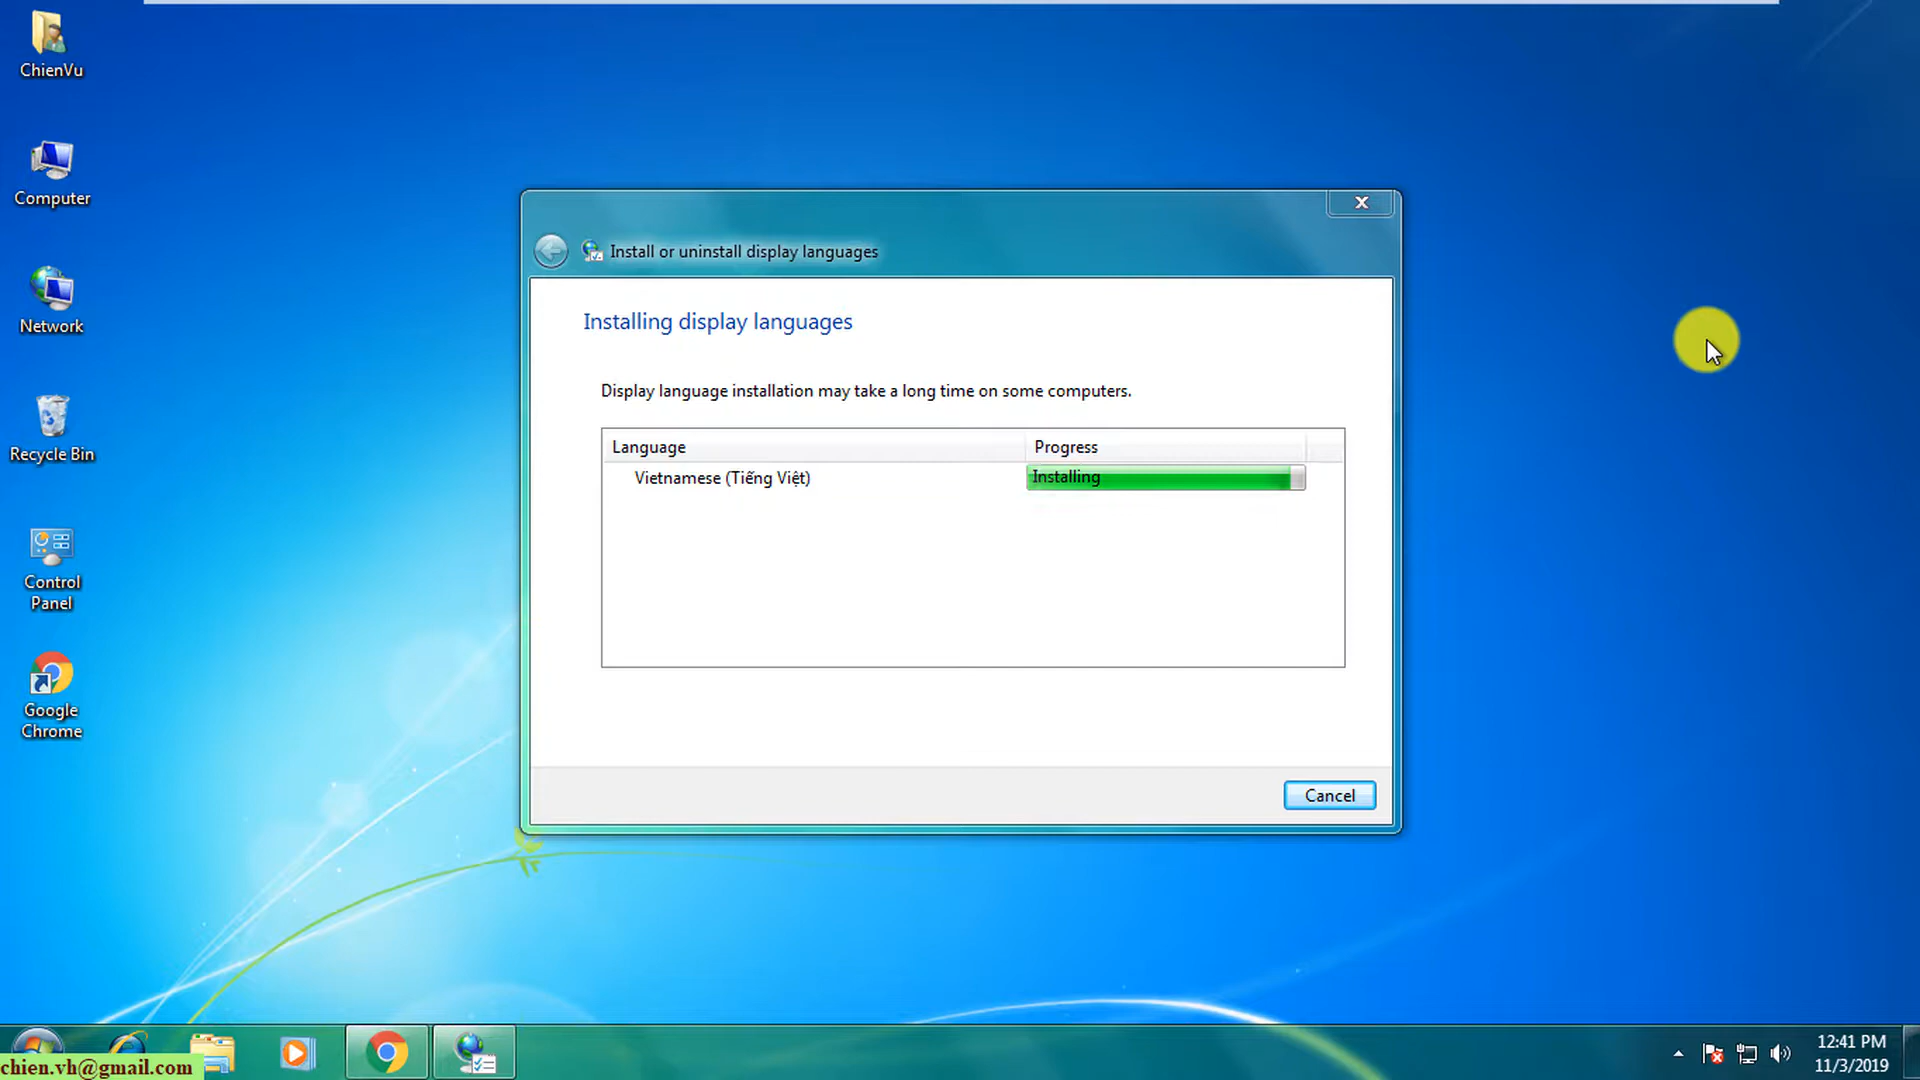 ChienVu
Computer
Network
Recycle Bin
Control
Panel
Google
Chrome
Install or uninstall display languages
Installing display languages
Display language installation may take a long time on some computers.
Language Progress
Vietnamese (Tiếng Việt) Installing
Cancel
chien.vh@gmail.com
12:41 PM
11/3/2019